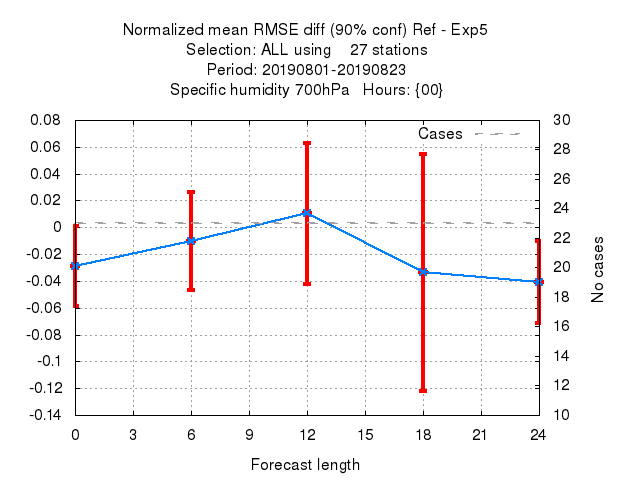 Normalized mean RMSE diff (90% conf) Ref - Exp5
Selection: ALL using    27 stations
Period: 20190801-20190823
Specific humidity 700hPa   Hours: {00}
Cases
0.08
0.06
0.04
0.02
0
-0.02
-0.04
-0.06
-0.08
-0.1
-0.12
-0.14
30
28
26
24
22
20
18
16
14
12
10
No cases
0 3 6 9 12 15 18 21 24
Forecast length